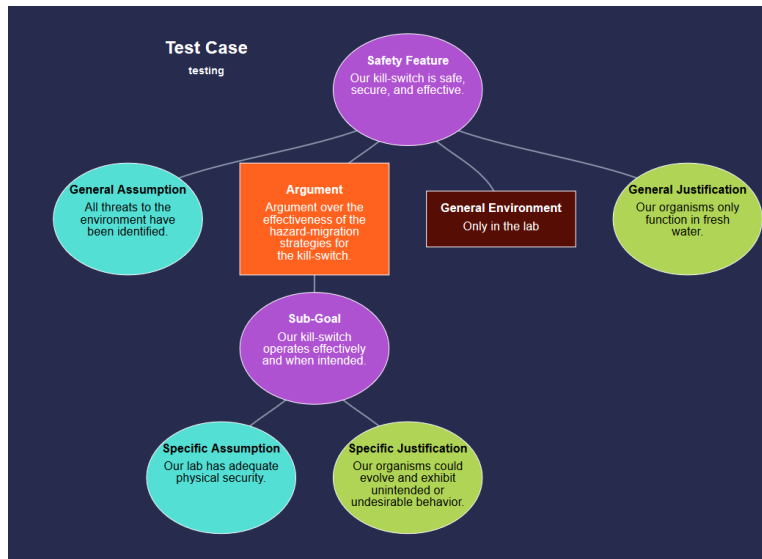 Test Case
testing
Safety Feature
Our kill-switch is safe,
secure, and effective.
General Assumption
All threats to the
environment have
been identified.
Argument
Argument over the
effectiveness of the
hazard-migration
strategies for
the kill-switch.
General Environment
Only in the lab
General Justification
Our organisms only
function in fresh
water.
Sub-Goal
Our kill-switch
operates effectively
and when intended.
Specific Assumption
Our lab has adequate
physical security.
Specific Justification
Our organisms could
evolve and exhibit
unintended or
undesirable behavior.